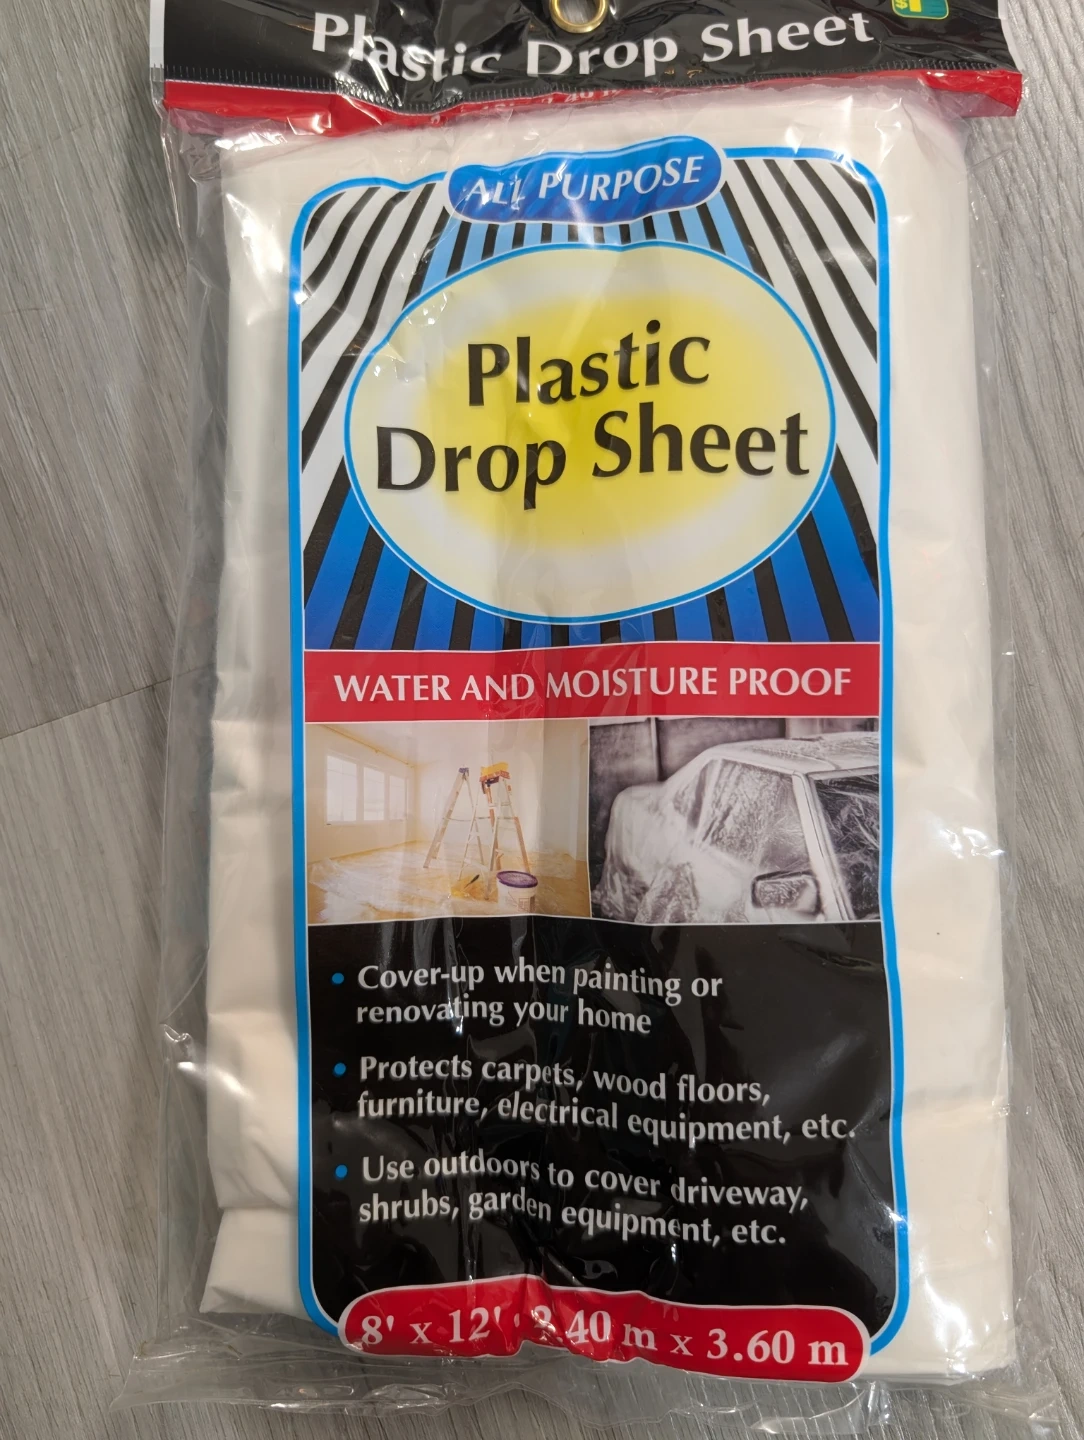 Plastic Drop Sheet
ALL PURPOSE
Plastic
Drop Sheet
WATER AND MOISTURE PROOF
• Cover-up when painting or
renovating your home
• Protects carpets, wood floors,
furniture, electrical equipment, etc.
• Use outdoors to cover driveway,
shrubs, garden equipment, etc.
8' x 12' 2.40 m x 3.60 m